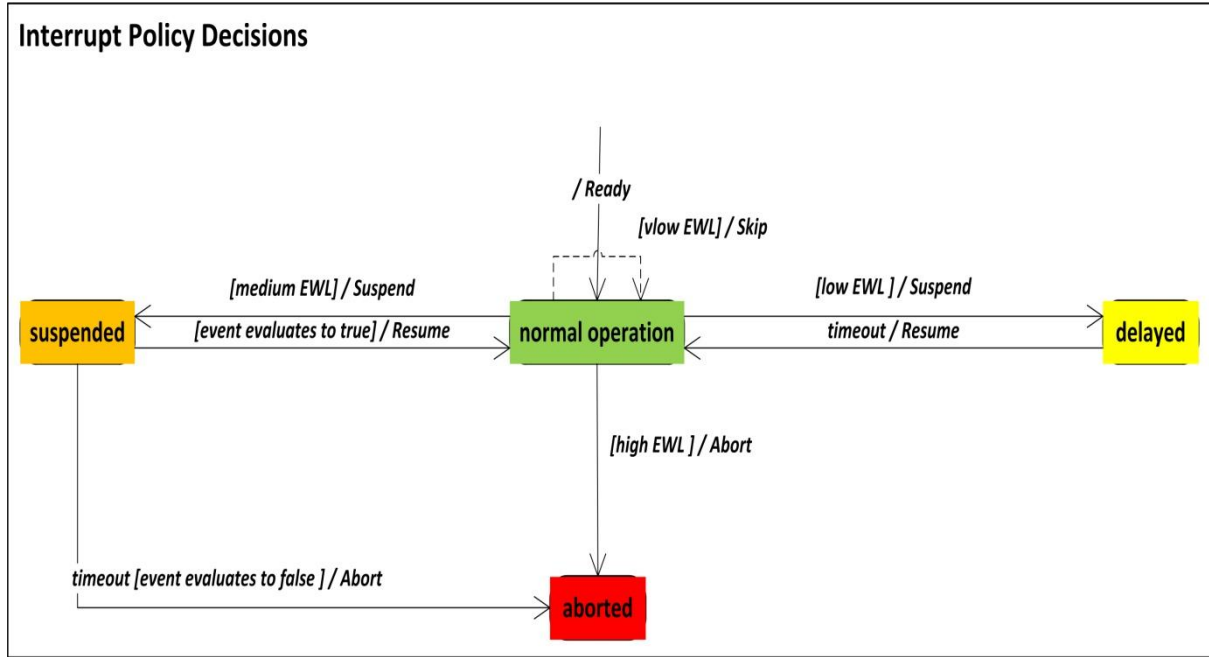 Interrupt Policy Decisions
/ Ready
[vlow EWL] / Skip
[medium EWL] / Suspend
[low EWL ] / Suspend
suspended
[event evaluates to true] / Resume
normal operation
timeout / Resume
delayed
[high EWL ] / Abort
timeout [event evaluates to false ] / Abort
aborted